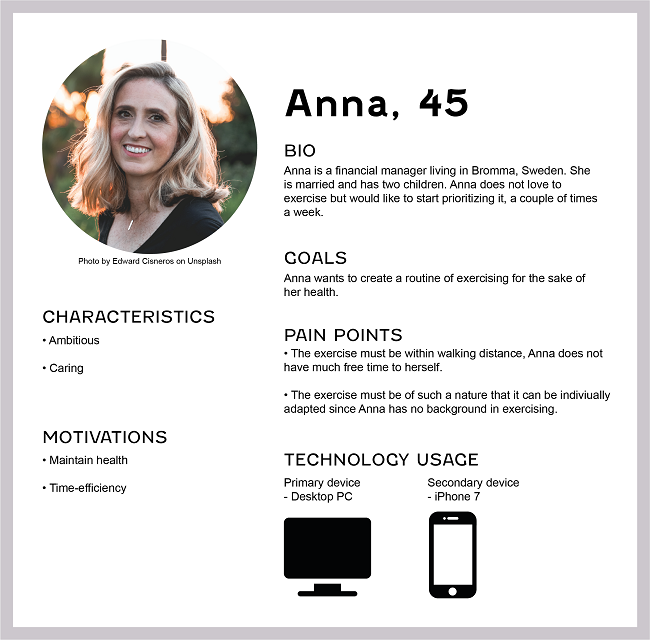 Anna, 45
BIO
Anna is a financial manager living in Bromma, Sweden. She
is married and has two children. Anna does not love to
exercise but would like to start prioritizing it, a couple of times
a week.
Photo by Edward Cisneros on Unsplash
GOALS
Anna wants to create a routine of exercising for the sake of
her health.
CHARACTERISTICS
• Ambitious
• Caring
PAIN POINTS
• The exercise must be within walking distance, Anna does not
have much free time to herself.
• The exercise must be of such a nature that it can be indiviually
adapted since Anna has no background in exercising.
MOTIVATIONS
• Maintain health
• Time-efficiency
TECHNOLOGY USAGE
Primary device
- Desktop PC
Secondary device
- iPhone 7